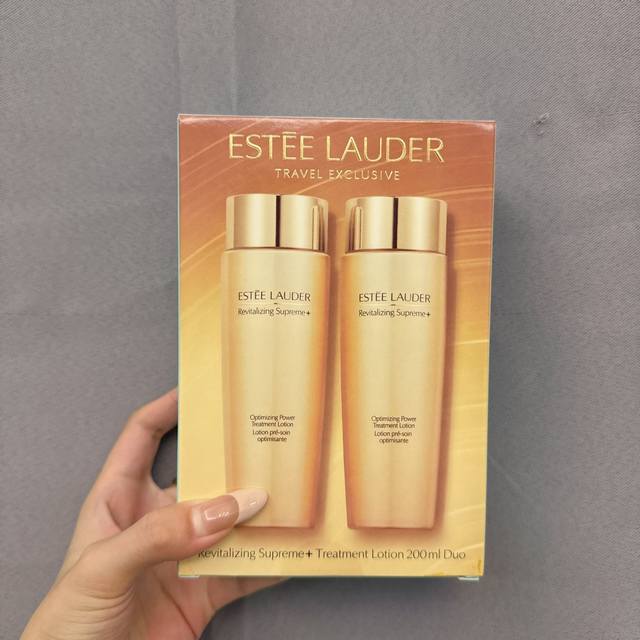 ESTĒE LAUDER
TRAVEL EXCLUSIVE
ESTĒE LAUDER
Revitalizing Supreme+
Optimizing Power
Treatment Lotion
Lotion pré-soin
optimisante
ESTĒE LAUDER
Revitalizing Supreme+
Optimizing Power
Treatment Lotion
Lotion pré-soin
optimisante
Revitalizing Supreme+ Treatment Lotion 200ml Duo